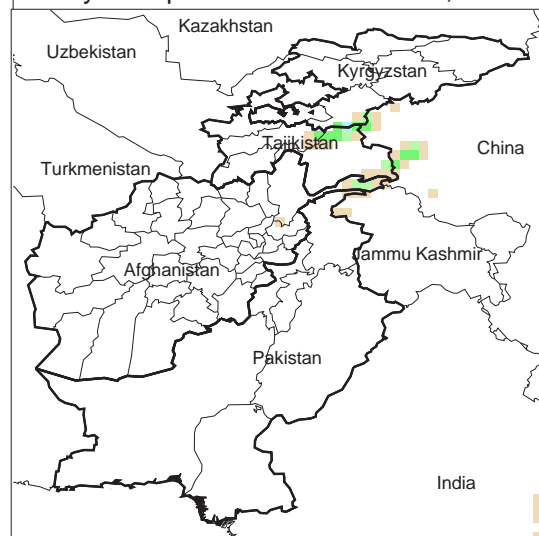 Kazakhstan
Uzbekistan
Kyrgyzstan
Tajikistan
China
Turkmenistan
Jammu Kashmir
Afghanistan
Pakistan
India